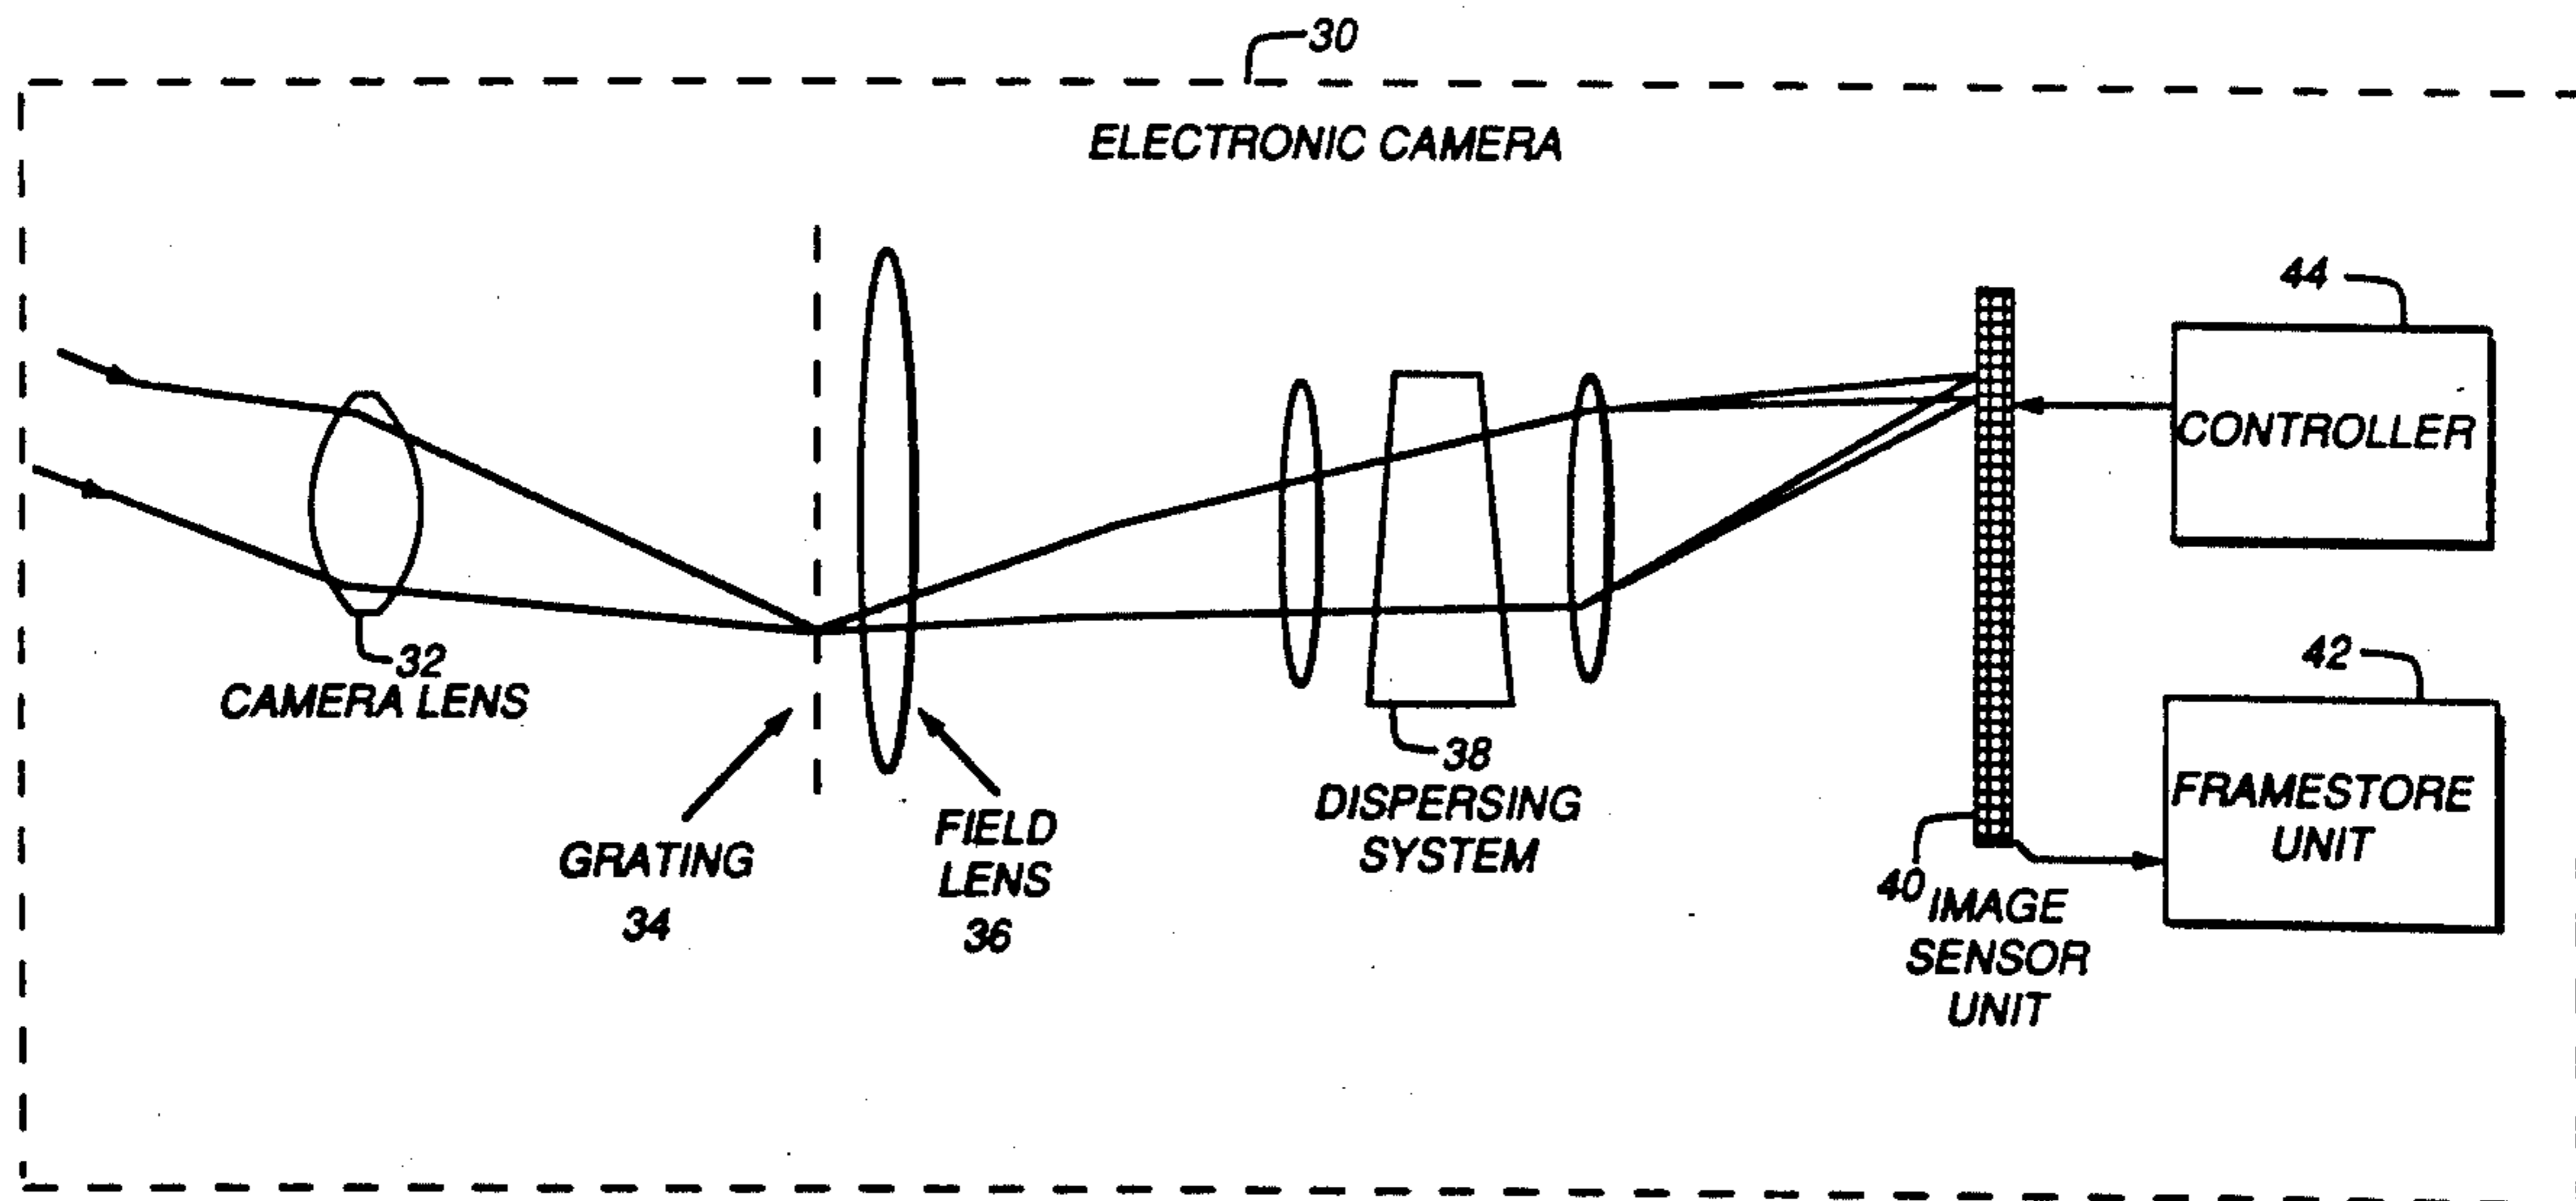 30
ELECTRONIC CAMERA
44
CONTROLLER
32
CAMERA LENS
42
38
DISPERSING
SYSTEM
FRAMESTORE
UNIT
GRATING
34
FIELD
LENS
36
40
IMAGE
SENSOR
UNIT